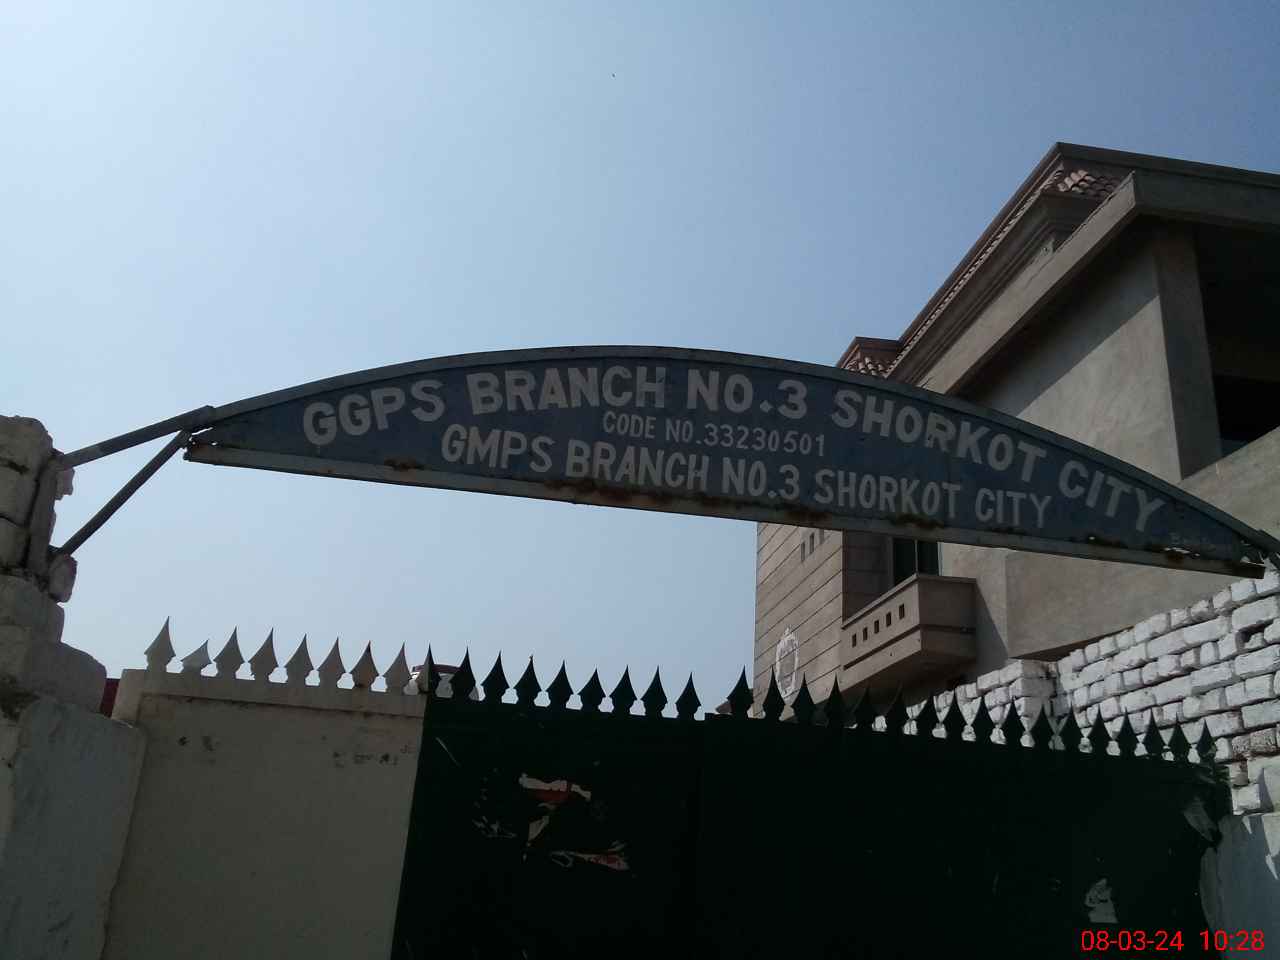 GGPS BRANCH NO.3 SHORKOT CITY
CODE NO.33230501
GMPS BRANCH NO.3 SHORKOT CITY
08-03-24 10:28